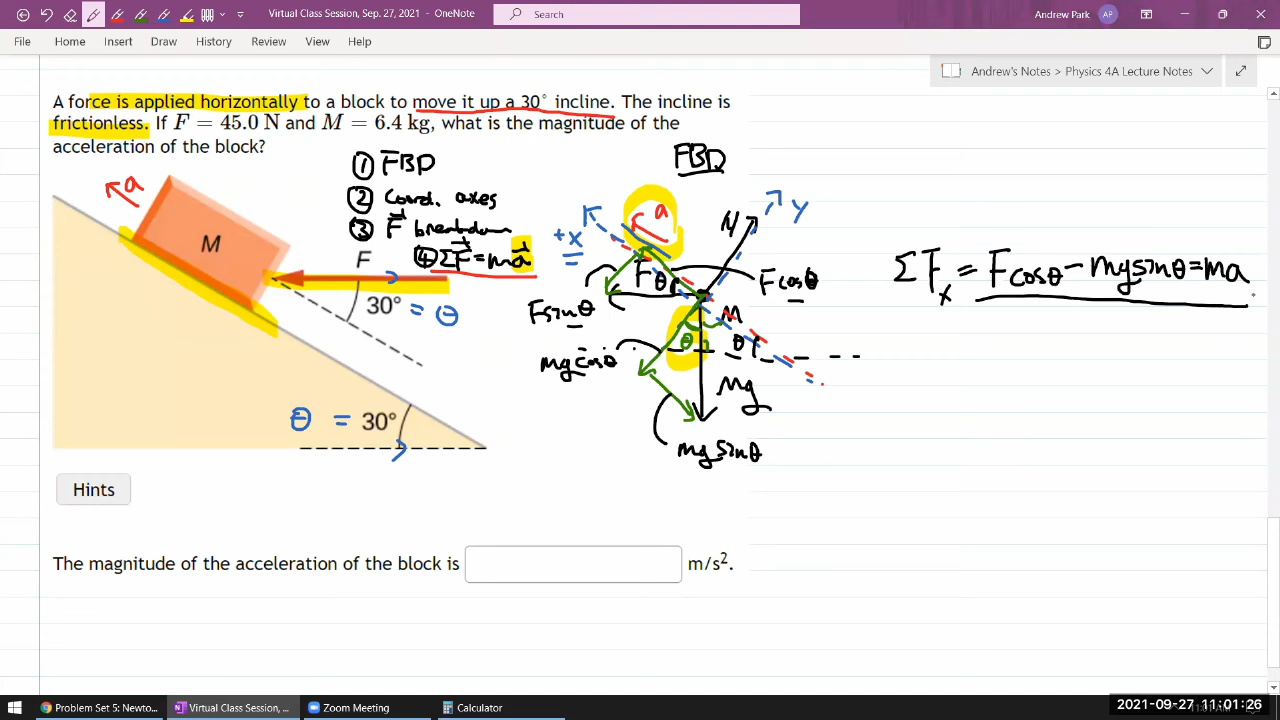 Virtual Class Session, Sep. 27, 2021 - OneNote
Search
Andrew Park
AP
File Home Insert Draw History Review View Help
Andrew's Notes > Physics 4A Lecture Notes
A force is applied horizontally to a block to move it up a 30° incline. The incline is
frictionless. If F = 45.0 N and M = 6.4 kg, what is the magnitude of the
acceleration of the block?
① FBD
② Coord. axes
③ F⃗ breakdown
④ ΣF⃗ = ma⃗
a
M
F
30° = θ
θ = 30°
FBD
a
+x
y
N
F
θ
Fcosθ
Fsinθ
M
θ
θ
mgcosθ
Mg
mgsinθ
ΣFx = Fcosθ - mgsinθ = ma
Hints
The magnitude of the acceleration of the block is m/s².
Problem Set 5: Newto...
Virtual Class Session, ...
Zoom Meeting
Calculator
2021-09-27 11:01:26